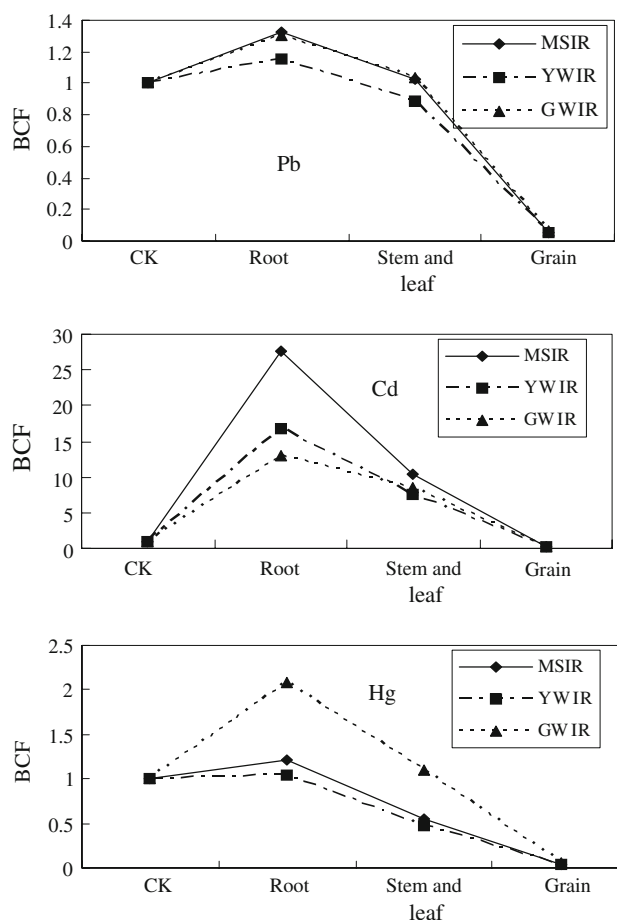 1.4
1.2
1
0.8
0.6
0.4
0.2
0
BCF
MSIR
YWIR
GWIR
Pb
CK Root Stem and Grain
leaf
30
25
20
15
10
5
0
BCF
MSIR
YWIR
GWIR
Cd
CK Root Stem and Grain
leaf
2.5
2
1.5
1
0.5
0
BCF
MSIR
YWIR
GWIR
Hg
CK Root Stem and Grain
leaf